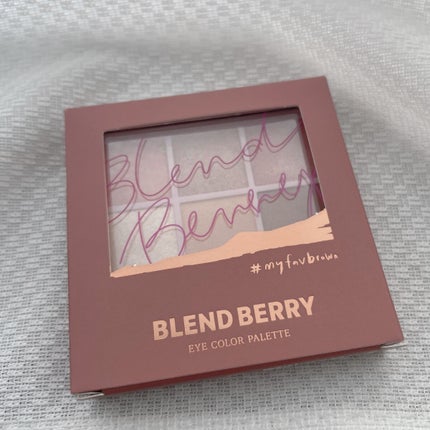 Blend
Berry
#myfavbrown
BLEND BERRY
EYE COLOR PALETTE